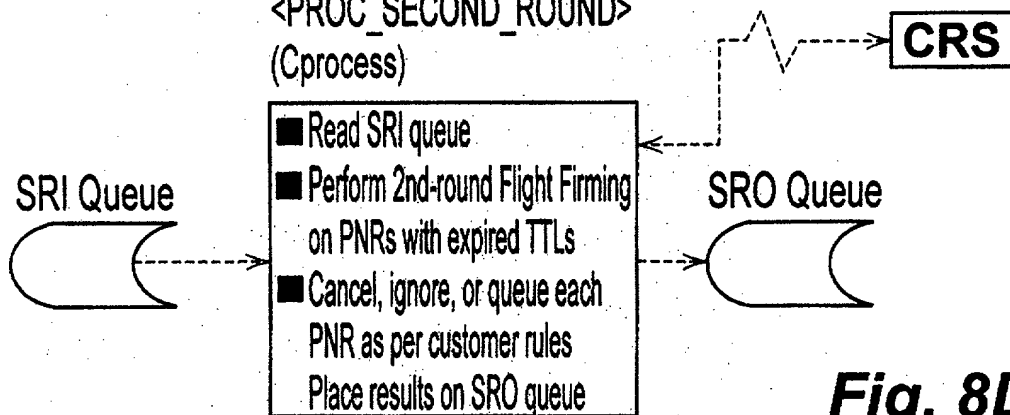 <PROC_SECOND_ROUND>
(Cprocess)
CRS
SRI Queue
Read SRI queue
Perform 2nd-round Flight Firming
on PNRs with expired TTLs
Cancel, ignore, or queue each
PNR as per customer rules
Place results on SRO queue
SRO Queue
Fig.